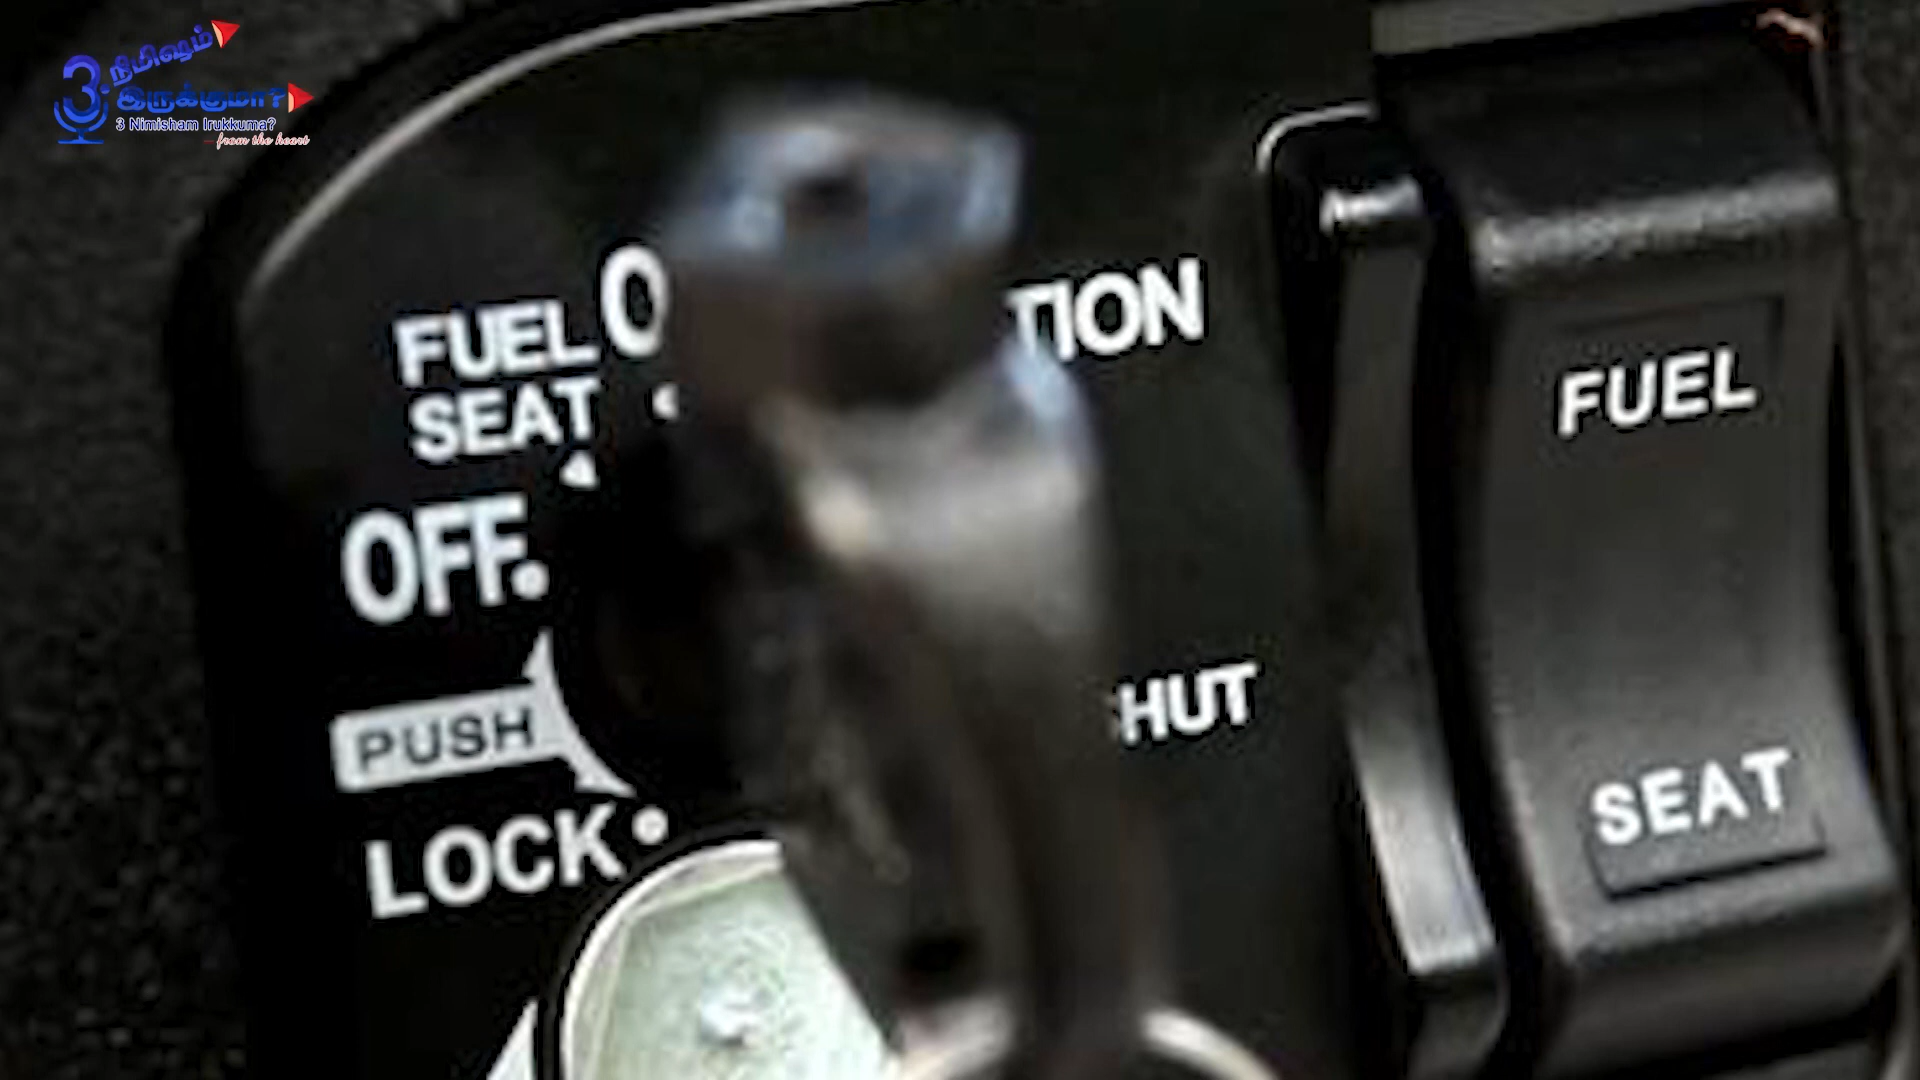 3 நிமிஷம்
இருக்குமா?
3 Nimisham Irukkuma?
from the heart
FUEL
SEAT
O
TION
OFF
PUSH
LOCK
HUT
FUEL
SEAT